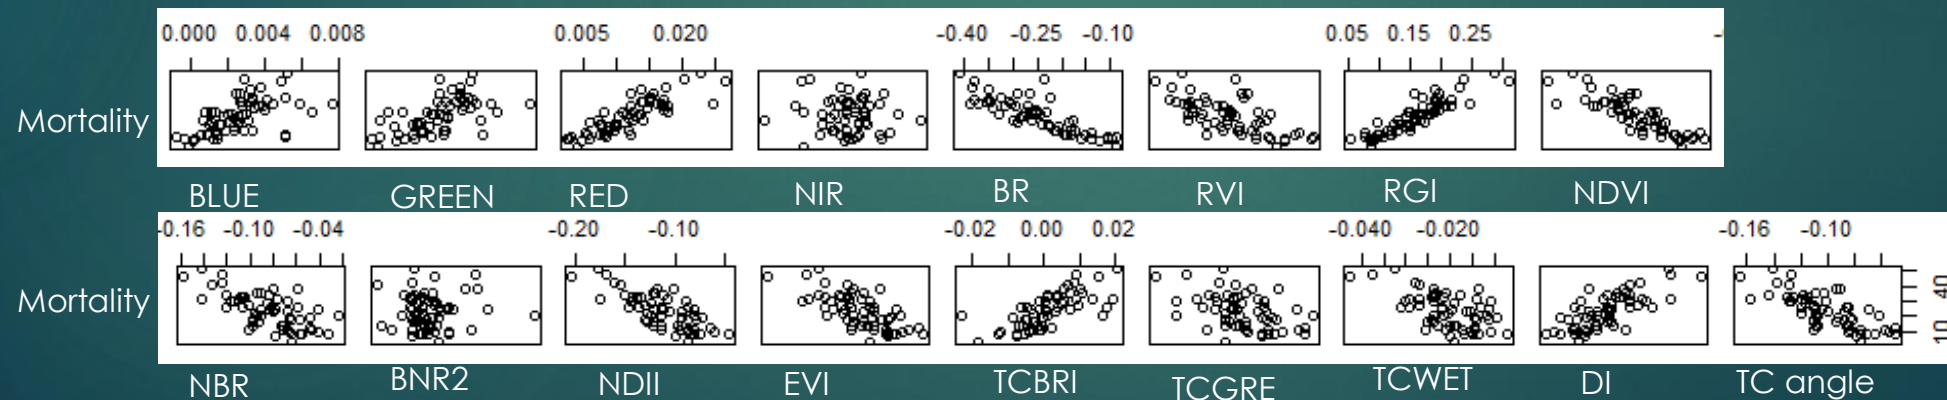 0.000 0.004 0.008 0.005 0.020 -0.40 -0.25 -0.10 0.05 0.15 0.25
Mortality
BLUE GREEN RED NIR BR RVI RGI NDVI
-0.16 -0.10 -0.04 -0.20 -0.10 -0.02 0.00 0.02 -0.040 -0.020 -0.16 -0.10
Mortality
10 40
NBR BNR2 NDII EVI TCBRI TCGRE TCWET DI TC angle